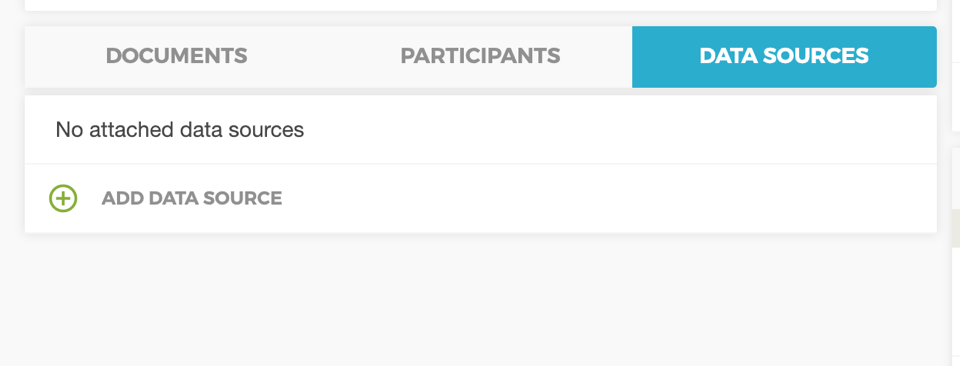 DOCUMENTS PARTICIPANTS DATA SOURCES
No attached data sources
ADD DATA SOURCE